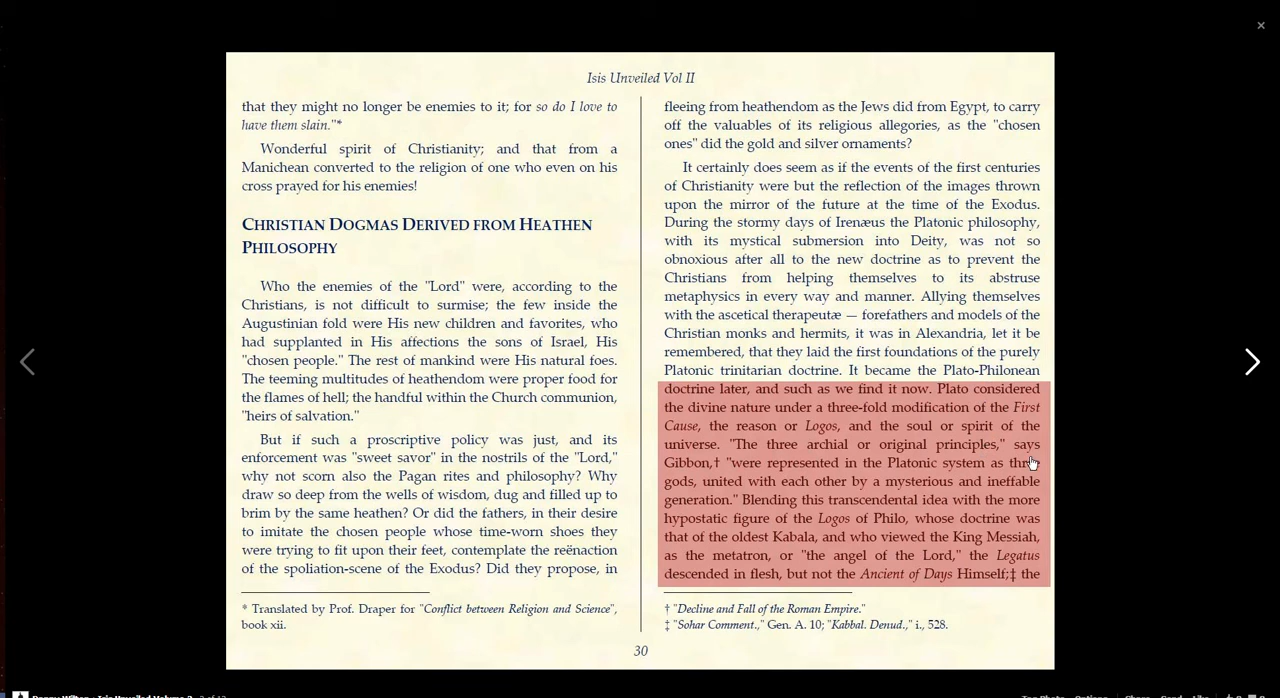 Isis Unveiled Vol II
that they might no longer be enemies to it; for so do I love to
have them slain."*
Wonderful spirit of Christianity; and that from a
Manichean converted to the religion of one who even on his
cross prayed for his enemies!
CHRISTIAN DOGMAS DERIVED FROM HEATHEN
PHILOSOPHY
Who the enemies of the "Lord" were, according to the
Christians, is not difficult to surmise; the few inside the
Augustinian fold were His new children and favorites, who
had supplanted in His affections the sons of Israel, His
"chosen people." The rest of mankind were His natural foes.
The teeming multitudes of heathendom were proper food for
the flames of hell; the handful within the Church communion,
"heirs of salvation."
But if such a proscriptive policy was just, and its
enforcement was "sweet savor" in the nostrils of the "Lord,"
why not scorn also the Pagan rites and philosophy? Why
draw so deep from the wells of wisdom, dug and filled up to
brim by the same heathen? Or did the fathers, in their desire
to imitate the chosen people whose time-worn shoes they
were trying to fit upon their feet, contemplate the reënaction
of the spoliation-scene of the Exodus? Did they propose, in
* Translated by Prof. Draper for "Conflict between Religion and Science",
book xii.
fleeing from heathendom as the Jews did from Egypt, to carry
off the valuables of its religious allegories, as the "chosen
ones" did the gold and silver ornaments?
It certainly does seem as if the events of the first centuries
of Christianity were but the reflection of the images thrown
upon the mirror of the future at the time of the Exodus.
During the stormy days of Irenæus the Platonic philosophy,
with its mystical submersion into Deity, was not so
obnoxious after all to the new doctrine as to prevent the
Christians from helping themselves to its abstruse
metaphysics in every way and manner. Allying themselves
with the ascetical therapeutæ — forefathers and models of the
Christian monks and hermits, it was in Alexandria, let it be
remembered, that they laid the first foundations of the purely
Platonic trinitarian doctrine. It became the Plato-Philonean
doctrine later, and such as we find it now. Plato considered
the divine nature under a three-fold modification of the First
Cause, the reason or Logos, and the soul or spirit of the
universe. "The three archial or original principles," says
Gibbon,† "were represented in the Platonic system as three
gods, united with each other by a mysterious and ineffable
generation." Blending this transcendental idea with the more
hypostatic figure of the Logos of Philo, whose doctrine was
that of the oldest Kabala, and who viewed the King Messiah,
as the metatron, or "the angel of the Lord," the Legatus
descended in flesh, but not the Ancient of Days Himself;‡ the
† "Decline and Fall of the Roman Empire."
‡ "Sohar Comment.," Gen. A. 10; "Kabbal. Denud.," i., 528.
30